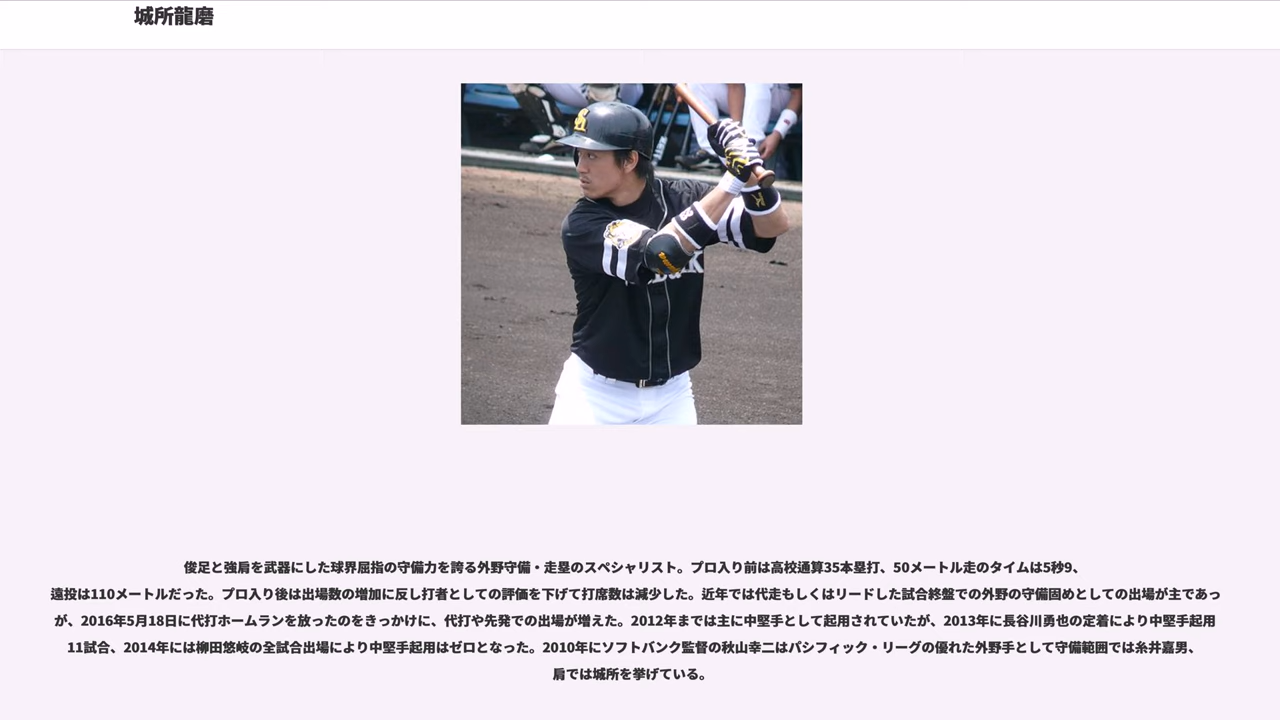 城所龍磨
俊足と強肩を武器にした球界屈指の守備力を誇る外野守備・走塁のスペシャリスト。プロ入り前は高校通算35本塁打、50メートル走のタイムは5秒9、
遠投は110メートルだった。プロ入り後は出場数の増加に反し打者としての評価を下げて打席数は減少した。近年では代走もしくはリードした試合終盤での外野の守備固めとしての出場が主であっ
が、2016年5月18日に代打ホームランを放ったのをきっかけに、代打や先発での出場が増えた。2012年までは主に中堅手として起用されていたが、2013年に長谷川勇也の定着により中堅手起用
11試合、2014年には柳田悠岐の全試合出場により中堅手起用はゼロとなった。2010年にソフトバンク監督の秋山幸二はパシフィック・リーグの優れた外野手として守備範囲では糸井嘉男、
肩では城所を挙げている。